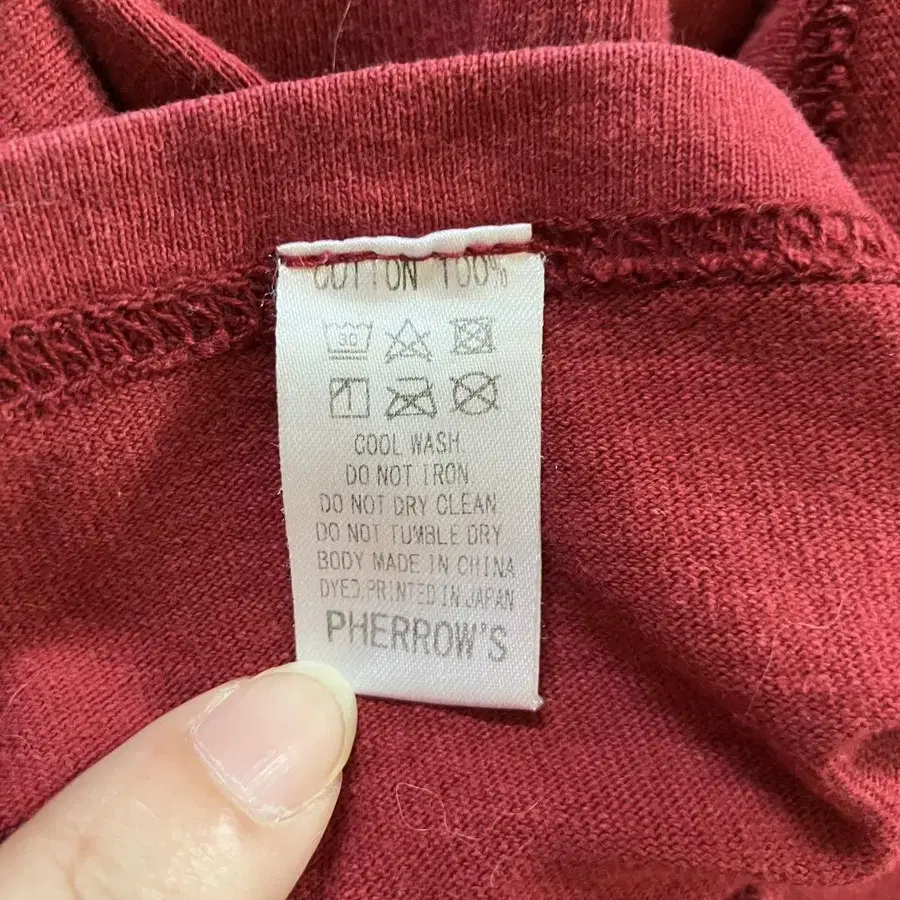 COTTON 100%
30
COOL WASH.
DO NOT IRON
DO NOT DRY CLEAN
DO NOT TUMBLE DRY
BODY MADE IN CHINA
DYED,PRINTED IN JAPAN
PHERROW'S